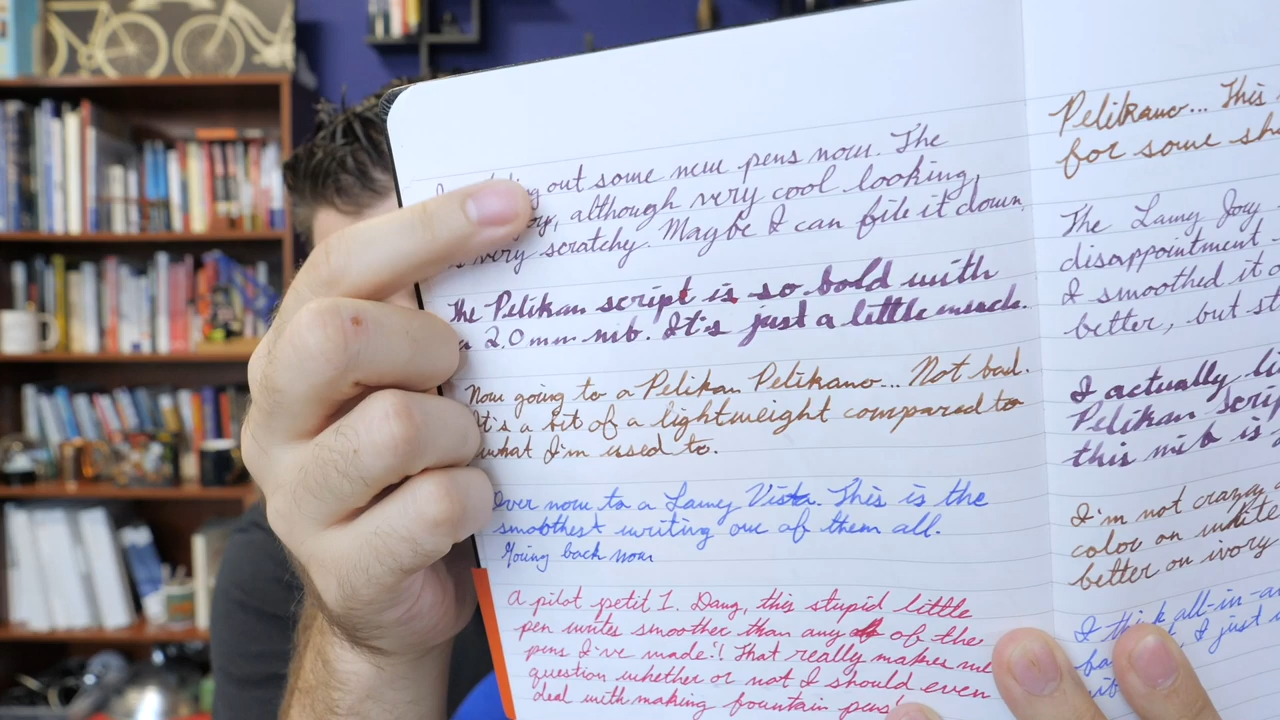 out some new pens now. The
although very cool looking,
very scratchy. Maybe I can file it down.
The Pelikan script is so bold with
a 2.0 mm nib. It's just a little much.
Now going to a Pelikan Pelikano... Not bad.
It's a bit of a lightweight compared to
what I'm used to.
Over now to a Lamy Vista. This is the
smoothest writing one of them all.
Going back now
A pilot petit 1. Dang, this stupid little
pen writes smoother than any of the
pens I've made!! That really makes me
question whether or not I should even
deal with making fountain pens!
Pelikano... This
for some
The Lamy Joy
disappointment
I smoothed it
better, but
I actually
Pelikan
this nib is
I'm not crazy
color on white
better on ivory
I think all-in-
I just